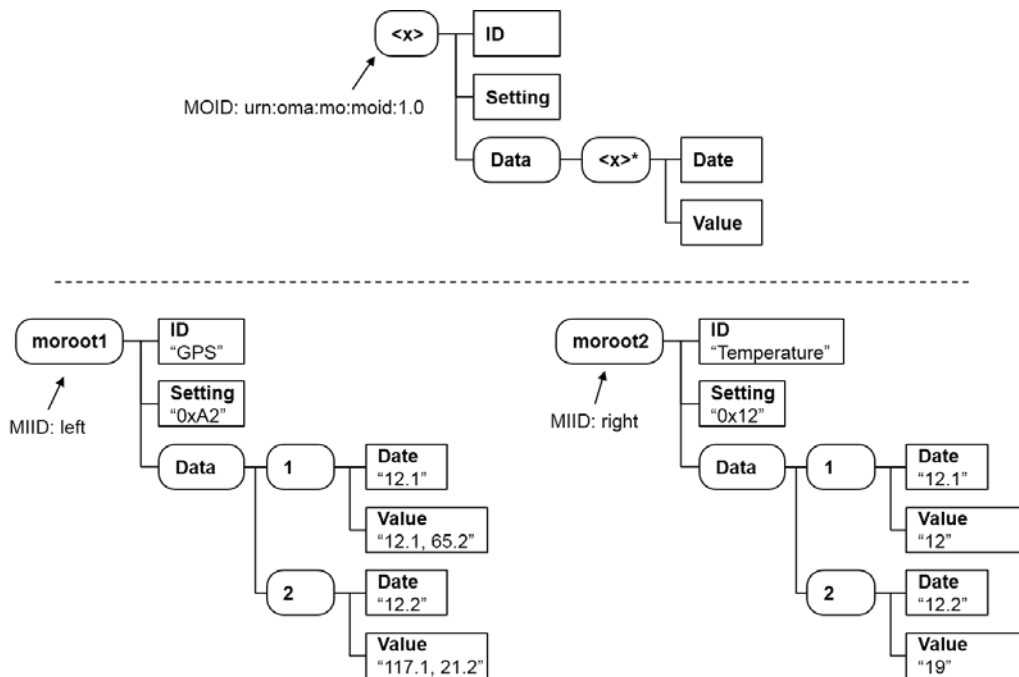 <x>
ID
MOID: urn:oma:mo:moid:1.0
Setting
Data
<x>*
Date
Value
moroot1
ID
“GPS”
MIID: left
Setting
“0xA2”
Data
1
Date
“12.1”
Value
“12.1, 65.2”
2
Date
“12.2”
Value
“117.1, 21.2”
moroot2
ID
“Temperature”
MIID: right
Setting
“0x12”
Data
1
Date
“12.1”
Value
“12”
2
Date
“12.2”
Value
“19”